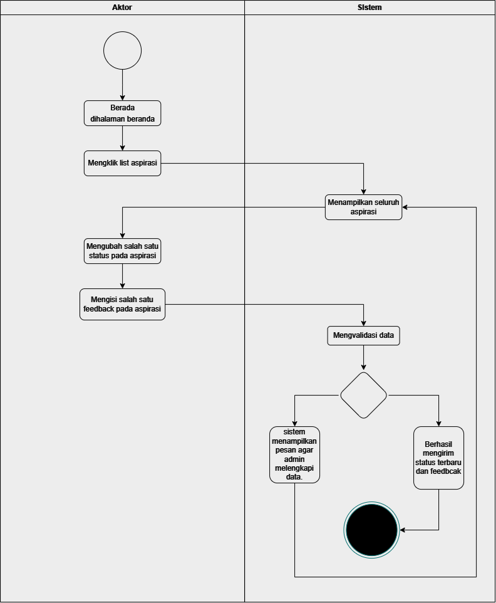 Aktor
Sistem
Berada
dihalaman beranda
Mengklik list aspirasi
Menampilkan seluruh
aspirasi
Mengubah salah satu
status pada aspirasi
Mengisi salah satu
feedback pada aspirasi
Mengvalidasi data
sistem
menampilkan
pesan agar
admin
melengkapi
data.
Berhasil
mengirim
status terbaru
dan feedbcak